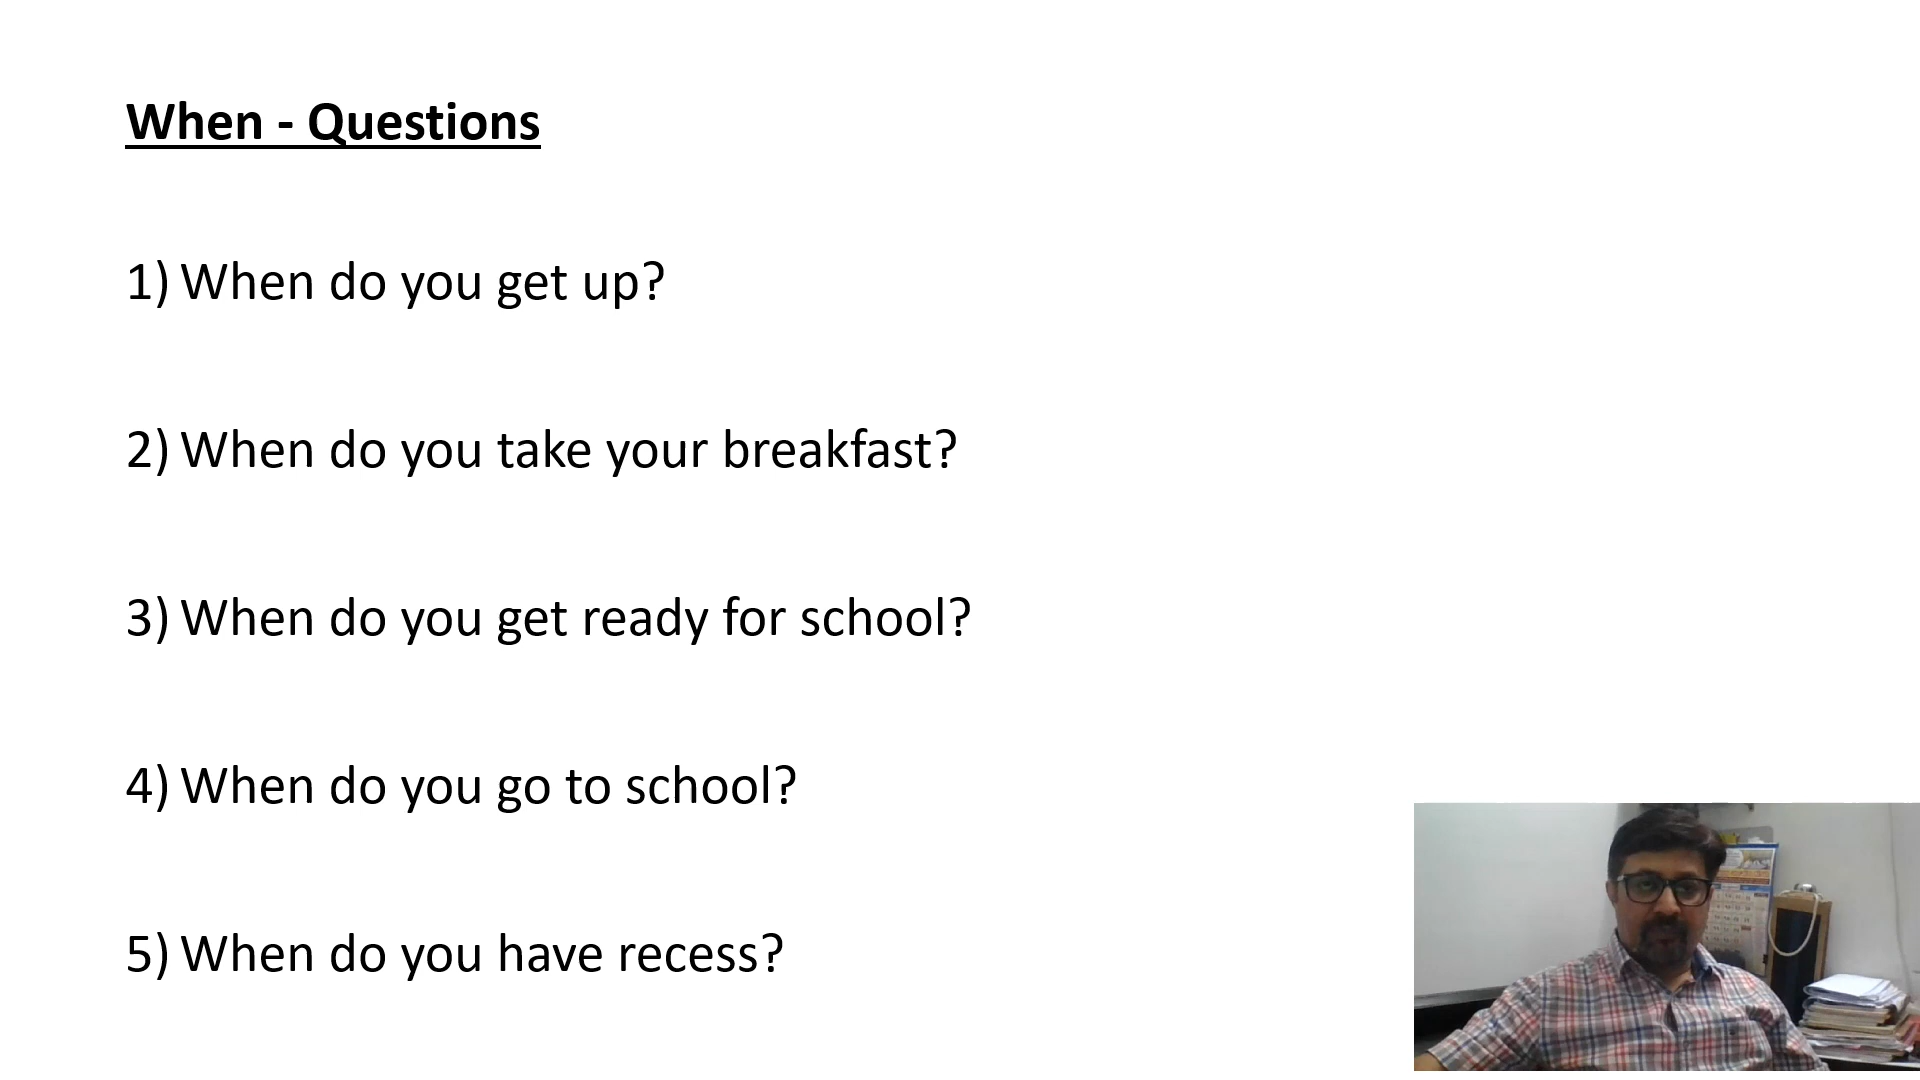 When - Questions
1) When do you get up?
2) When do you take your breakfast?
3) When do you get ready for school?
4) When do you go to school?
5) When do you have recess?